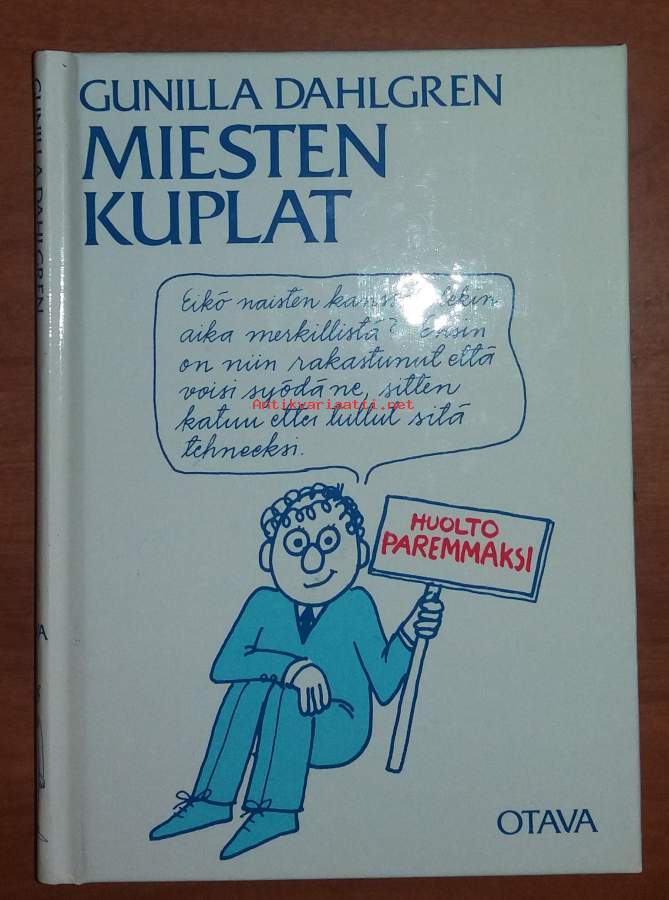 GUNILLA DAHLGREN
MIESTEN
KUPLAT
Eikö naisten
aika merkillistä? Ensin
on niin rakastunut että
voisi syödä ne, sitten
katuu ettei tullut sitä
tehneeksi.
Antikvariaatti.net
HUOLTO
PAREMMAKSI
OTAVA
GUNILLA DAHLGREN